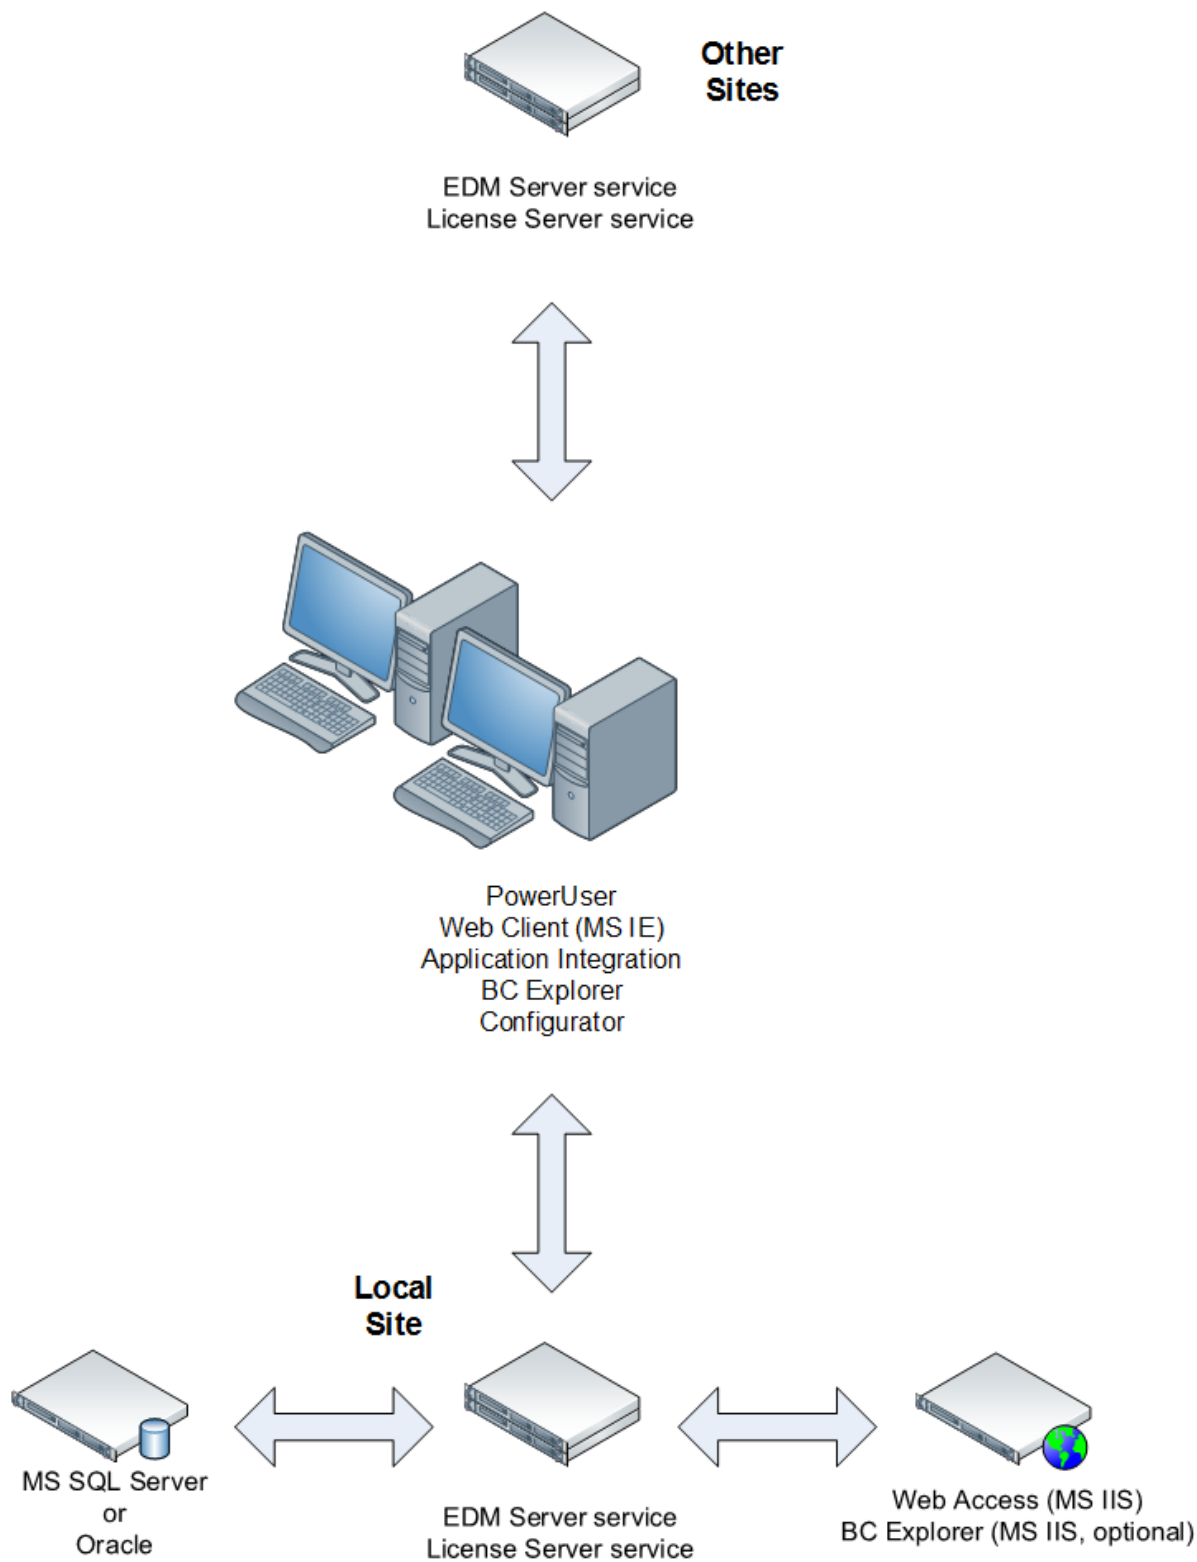 Other
Sites
EDM Server service
License Server service
PowerUser
Web Client (MS IE)
Application Integration
BC Explorer
Configurator
Local
Site
MS SQL Server
or
Oracle
EDM Server service
License Server service
Web Access (MS IIS)
BC Explorer (MS IIS, optional)